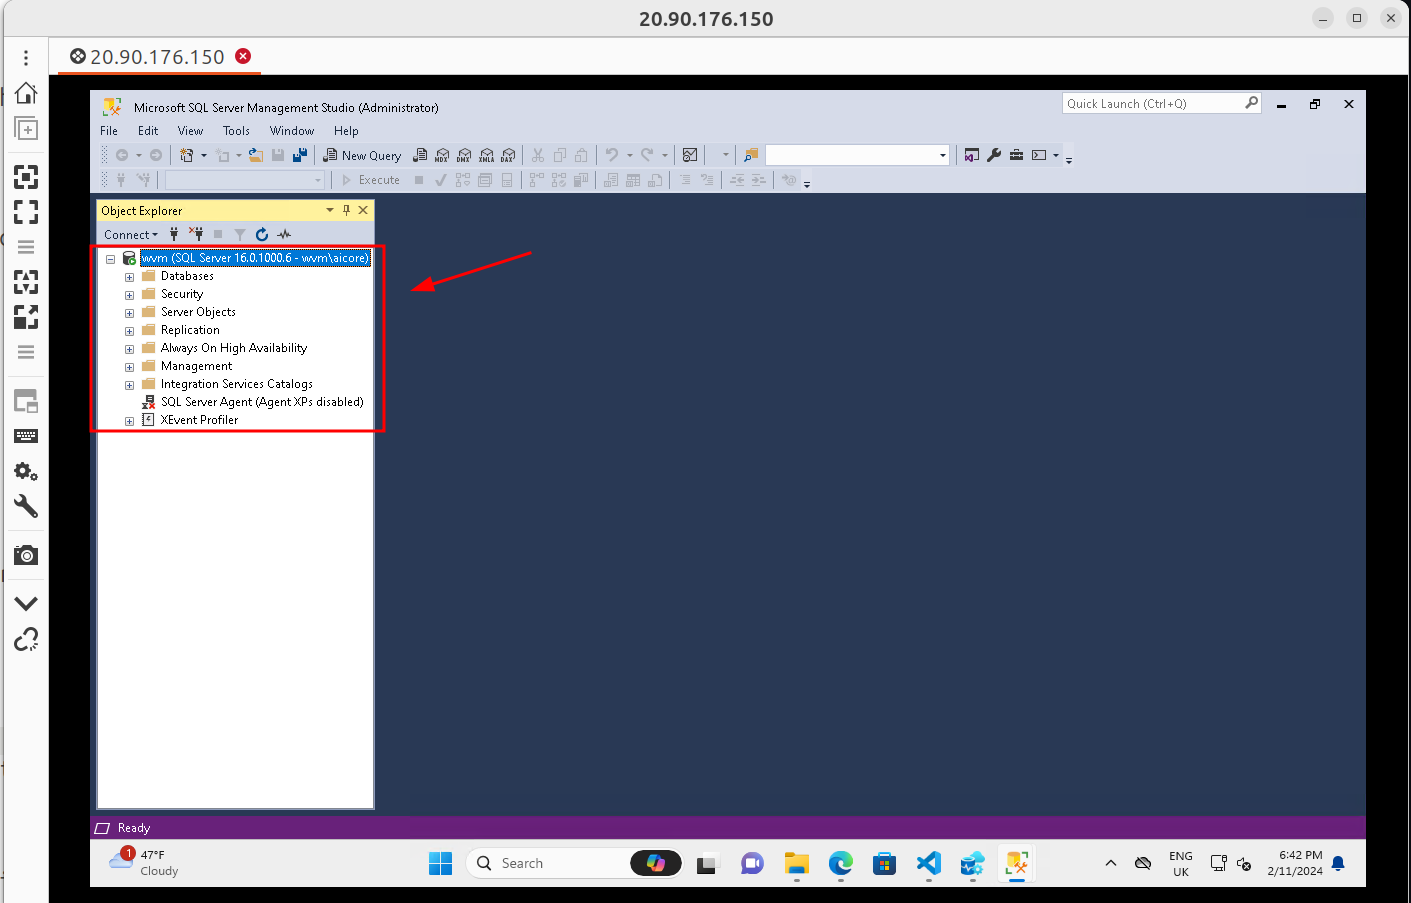 20.90.176.150
20.90.176.150
Microsoft SQL Server Management Studio (Administrator)
Quick Launch (Ctrl+Q)
File Edit View Tools Window Help
New Query
MDX DMX XMLA DAX
Execute
Object Explorer
Connect
wvm (SQL Server 16.0.1000.6 - wvm\aicore)
Databases
Security
Server Objects
Replication
Always On High Availability
Management
Integration Services Catalogs
SQL Server Agent (Agent XPs disabled)
XEvent Profiler
Ready
1
47°F
Cloudy
Search
ENG
UK
6:42 PM
2/11/2024